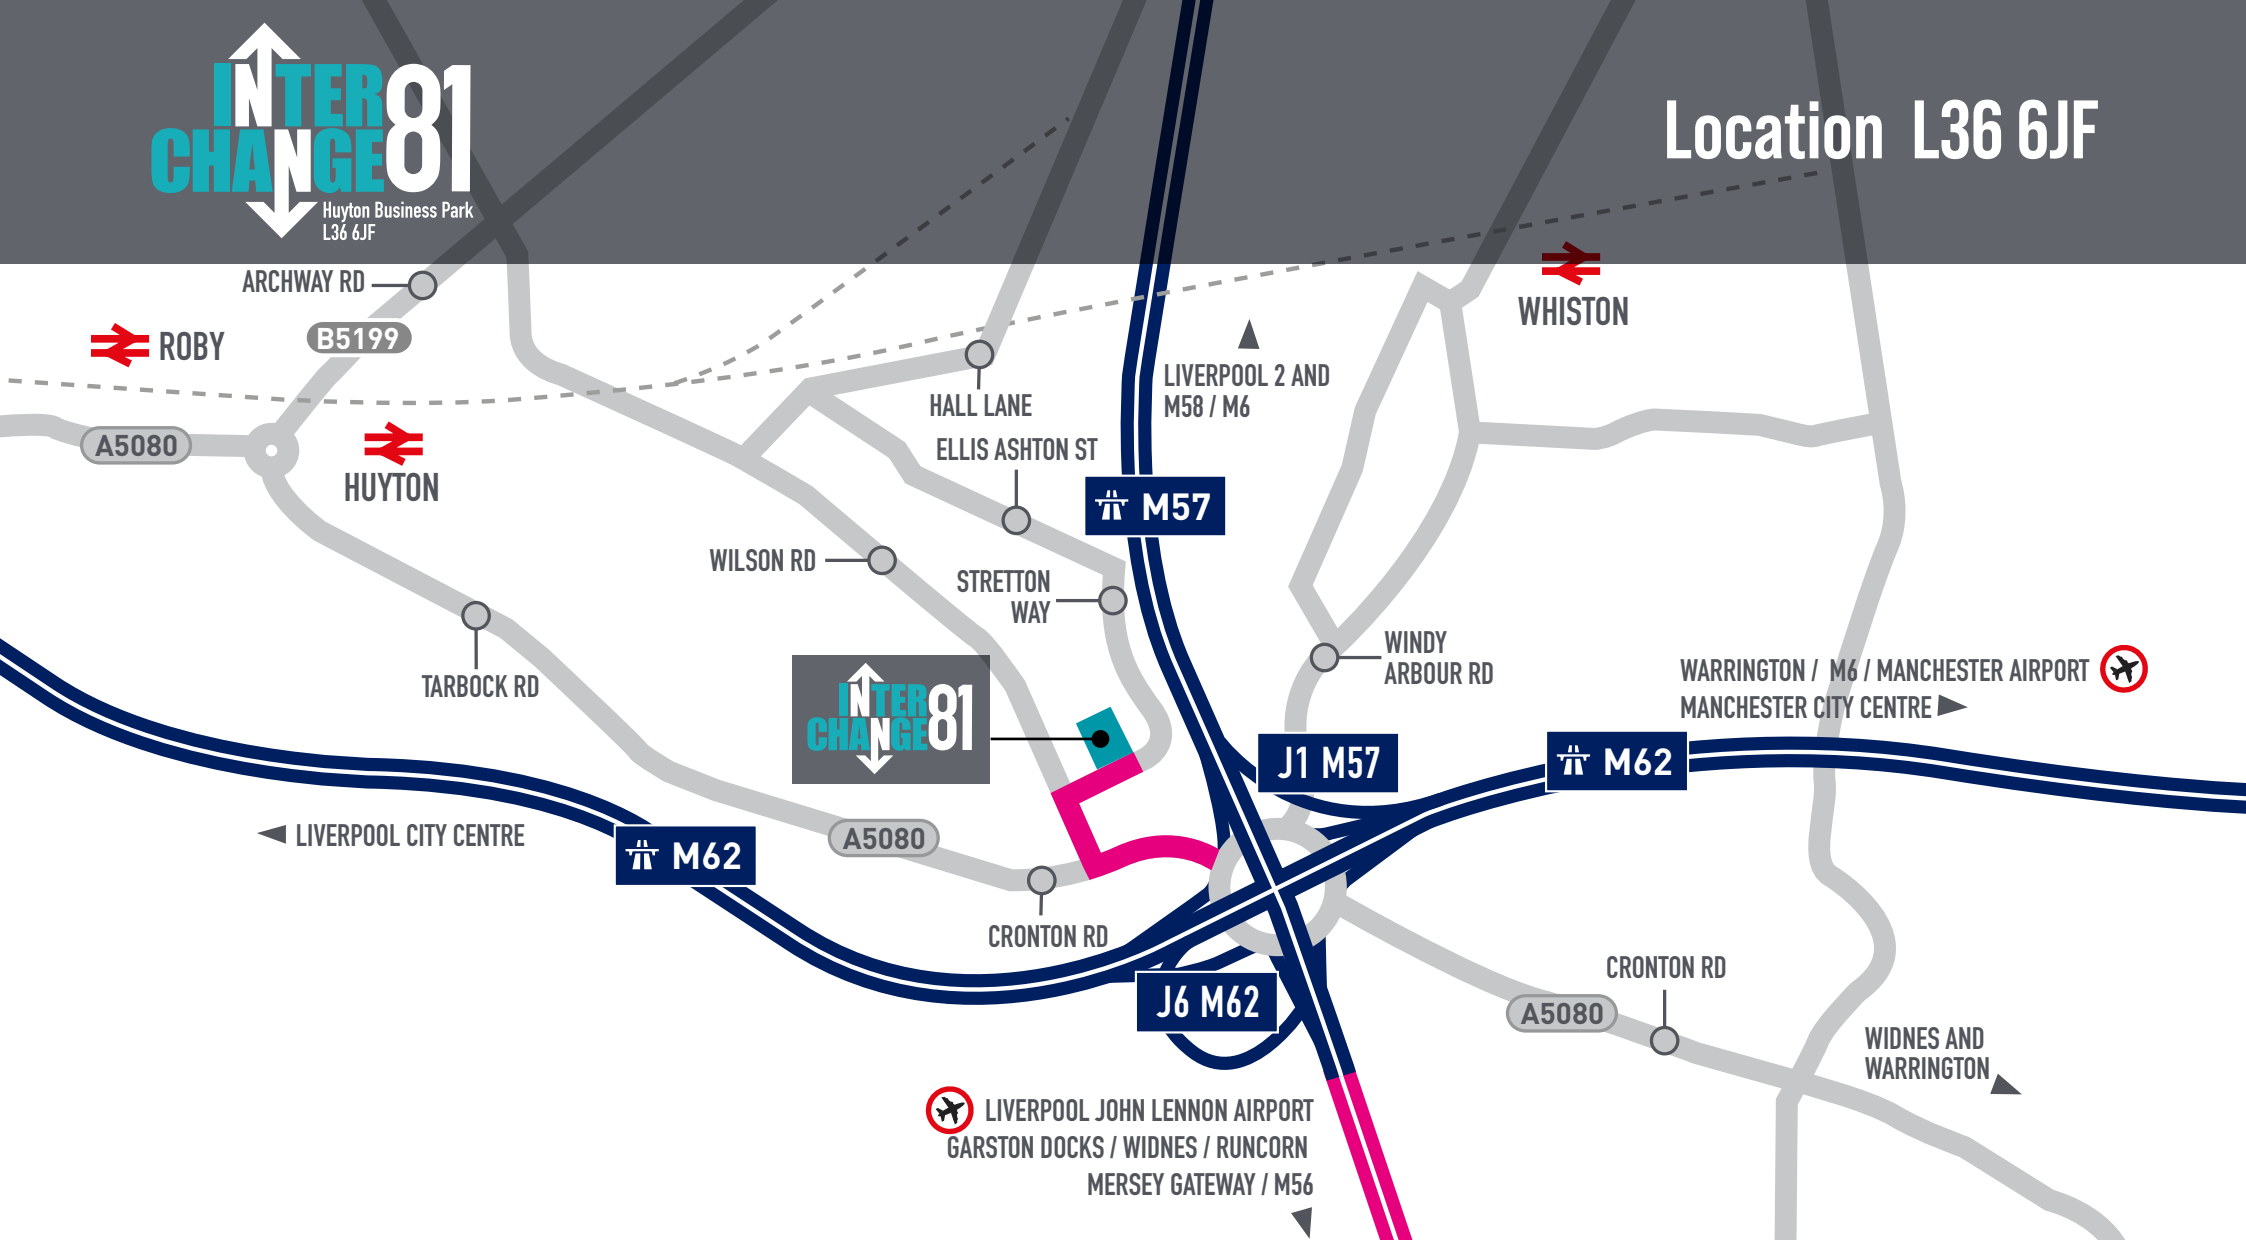 INTER
CHANGE
81
Huyton Business Park
L36 6JF
Location L36 6JF
ARCHWAY RD
B5199
ROBY
A5080
HUYTON
WHISTON
LIVERPOOL 2 AND
M58 / M6
HALL LANE
ELLIS ASHTON ST
M57
WILSON RD
STRETTON
WAY
WINDY
ARBOUR RD
TARBOCK RD
INTER
CHANGE
81
WARRINGTON / M6 / MANCHESTER AIRPORT
MANCHESTER CITY CENTRE
J1 M57
M62
LIVERPOOL CITY CENTRE
M62
A5080
CRONTON RD
J6 M62
CRONTON RD
A5080
WIDNES AND
WARRINGTON
LIVERPOOL JOHN LENNON AIRPORT
GARSTON DOCKS / WIDNES / RUNCORN
MERSEY GATEWAY / M56